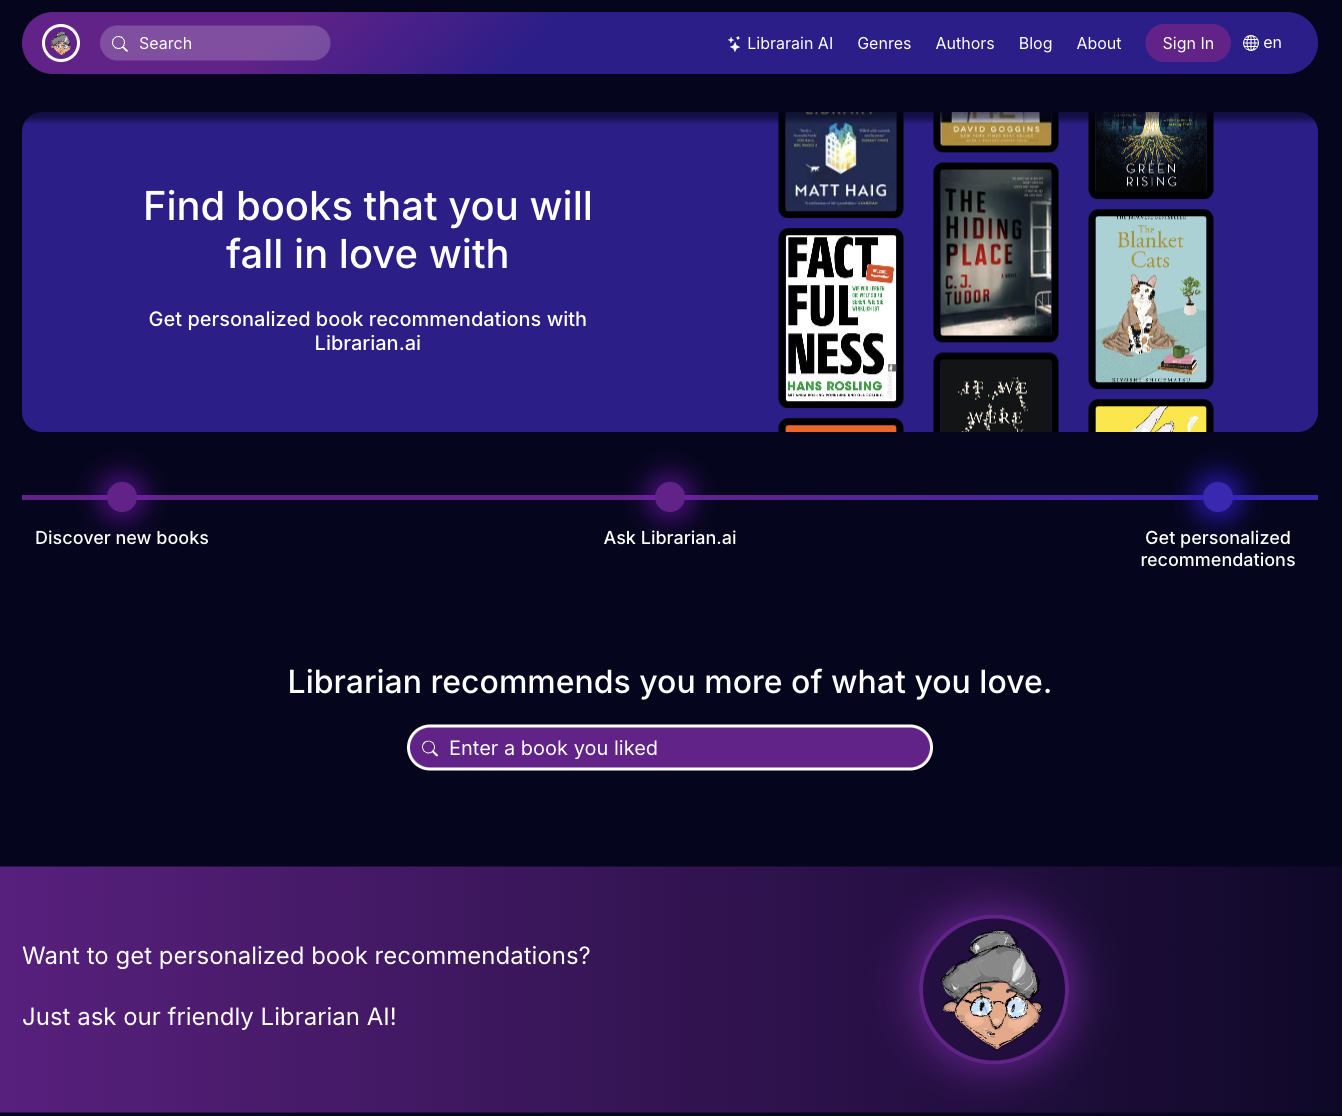 Search
Librarain AI
Genres
Authors
Blog
About
Sign In
en
Find books that you will
fall in love with
Get personalized book recommendations with
Librarian.ai
MATT HAIG
FACT
FUL
NESS
HANS ROSLING
DAVID GOGGINS
THE
HIDING
PLACE
A NOVEL
C.J.
TUDOR
IF WE
WERE
GREEN
RISING
The
Blanket
Cats
KIYOSHI SHIGEMATSU
Discover new books
Ask Librarian.ai
Get personalized
recommendations
Librarian recommends you more of what you love.
Enter a book you liked
Want to get personalized book recommendations?
Just ask our friendly Librarian AI!